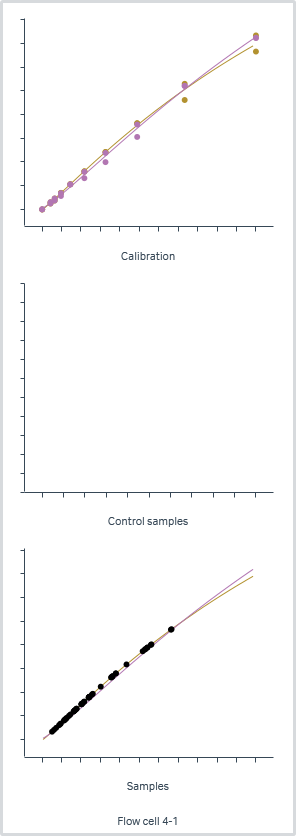 Calibration
Control samples
Samples
Flow cell 4-1